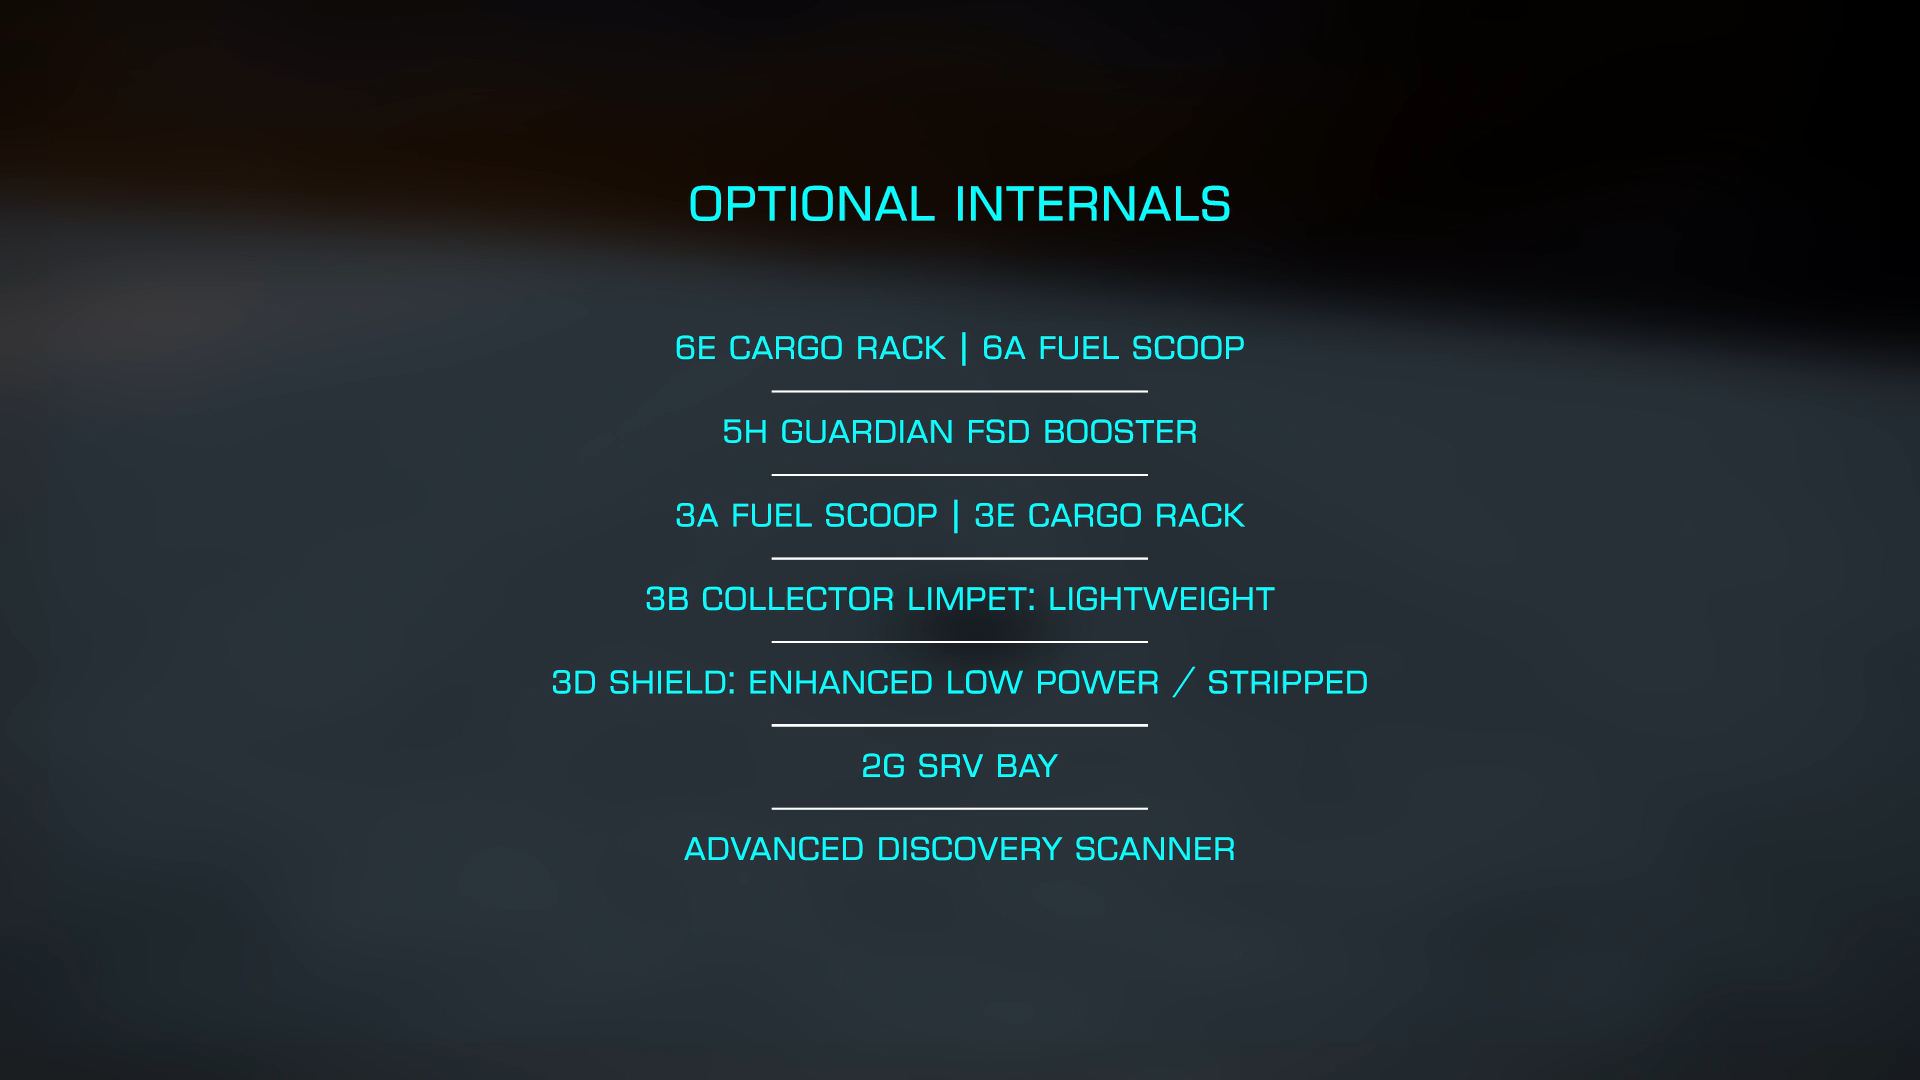 OPTIONAL INTERNALS
6E CARGO RACK | 6A FUEL SCOOP
5H GUARDIAN FSD BOOSTER
3A FUEL SCOOP | 3E CARGO RACK
3B COLLECTOR LIMPET: LIGHTWEIGHT
3D SHIELD: ENHANCED LOW POWER / STRIPPED
2G SRV BAY
ADVANCED DISCOVERY SCANNER